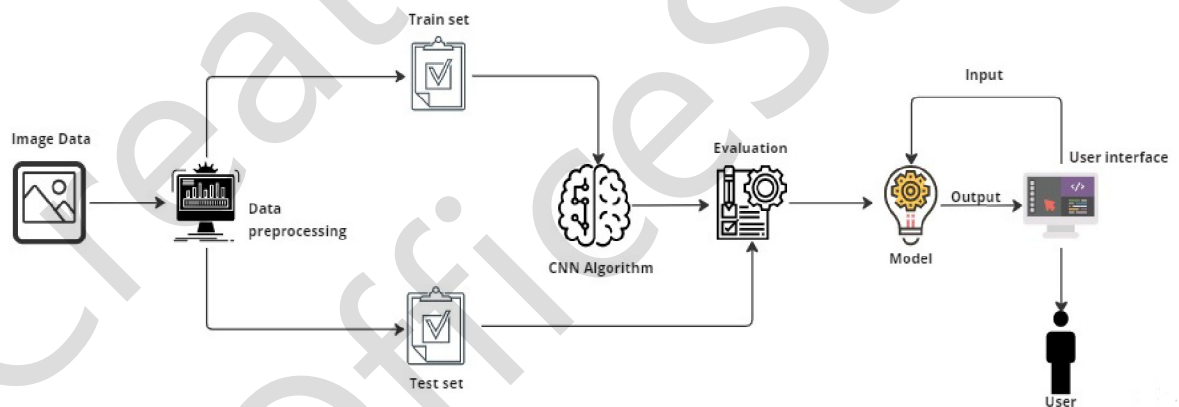 Train set
Input
Image Data
Evaluation
User interface
Data
preprocessing
Output
CNN Algorithm
Model
Test set
User